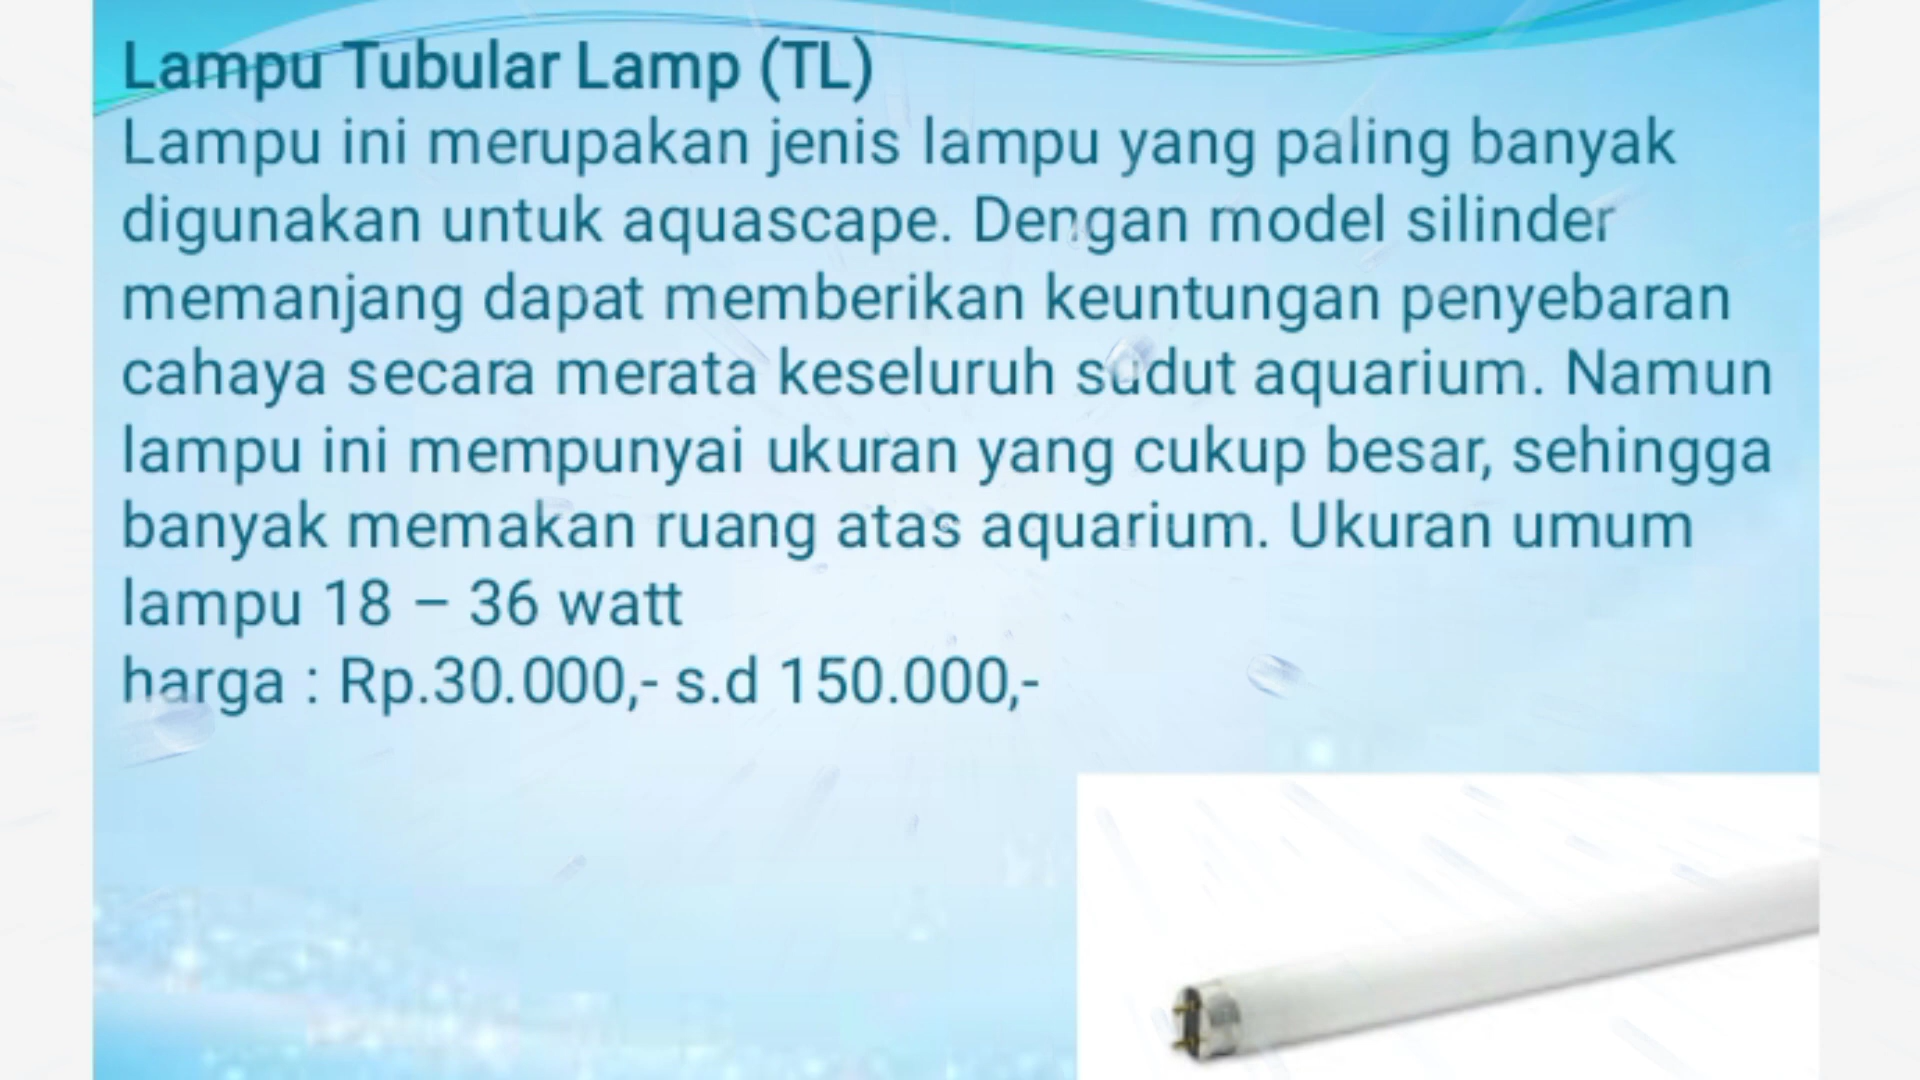 Lampu Tubular Lamp (TL)
Lampu ini merupakan jenis lampu yang paling banyak
digunakan untuk aquascape. Dengan model silinder
memanjang dapat memberikan keuntungan penyebaran
cahaya secara merata keseluruh sudut aquarium. Namun
lampu ini mempunyai ukuran yang cukup besar, sehingga
banyak memakan ruang atas aquarium. Ukuran umum
lampu 18 – 36 watt
harga : Rp.30.000,- s.d 150.000,-